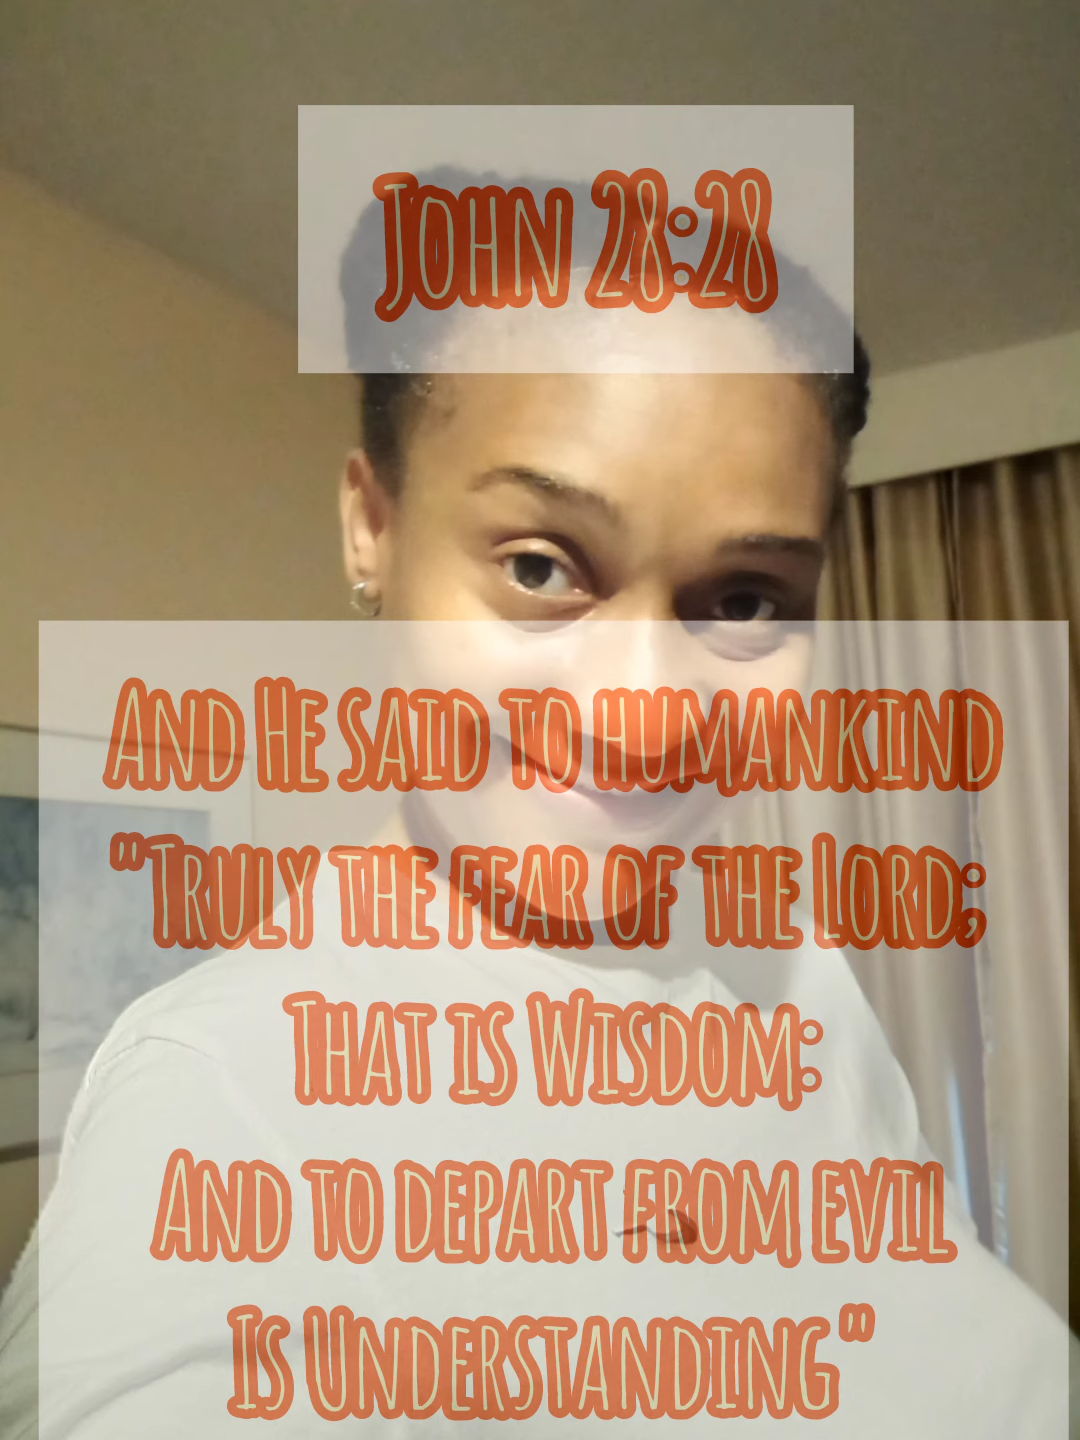 John 28:28
And He said to humankind
"Truly the fear of the Lord;
That is Wisdom:
And to depart from evil
Is Understanding"